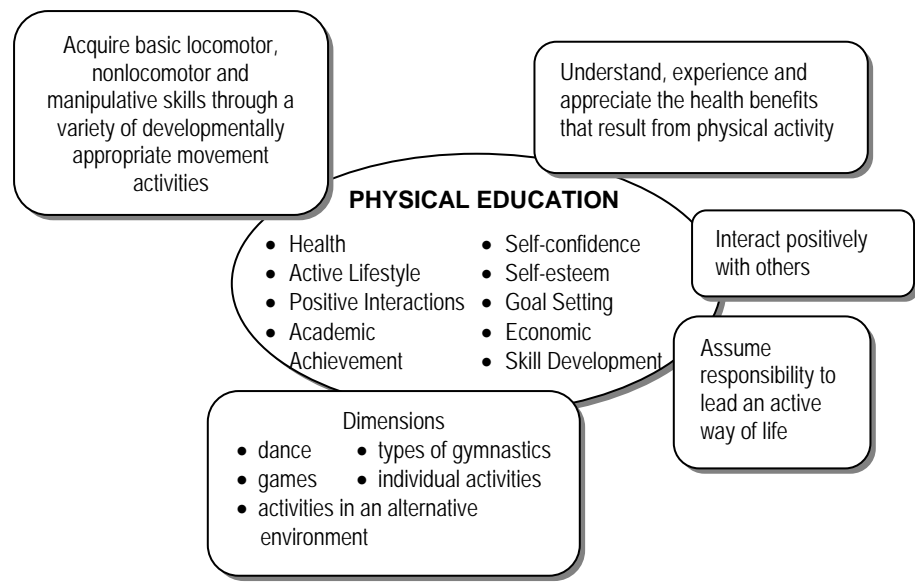 Acquire basic locomotor,
nonlocomotor and
manipulative skills through a
variety of developmentally
appropriate movement
activities
Understand, experience and
appreciate the health benefits
that result from physical activity
PHYSICAL EDUCATION
• Health
• Active Lifestyle
• Positive Interactions
• Academic
Achievement
• Self-confidence
• Self-esteem
• Goal Setting
• Economic
• Skill Development
Interact positively
with others
Assume
responsibility to
lead an active
way of life
Dimensions
• dance • types of gymnastics
• games • individual activities
• activities in an alternative
environment